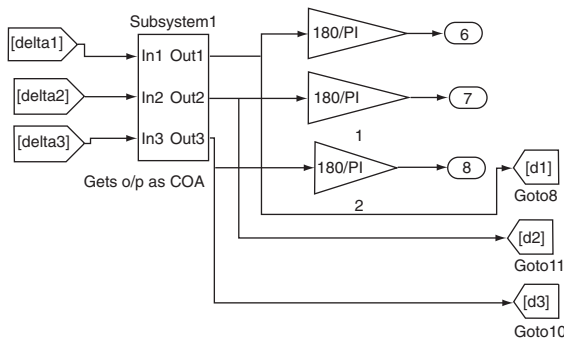 Subsystem1
[delta1]
[delta2]
[delta3]
In1 Out1
In2 Out2
In3 Out3
Gets o/p as COA
180/PI
6
180/PI
7
1
180/PI
8
2
[d1]
Goto8
[d2]
Goto11
[d3]
Goto10